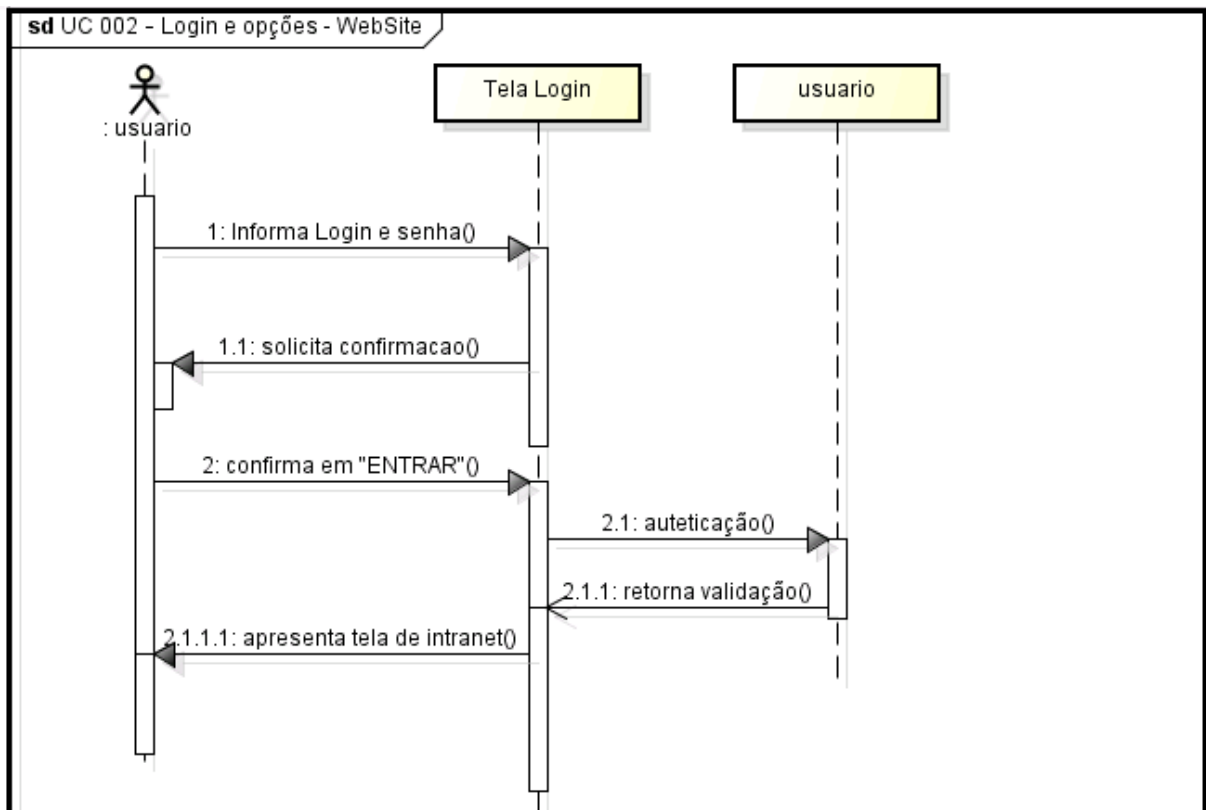 sd UC 002 - Login e opções - WebSite
: usuario
Tela Login
usuario
1: Informa Login e senha()
1.1: solicita confirmacao()
2: confirma em "ENTRAR"()
2.1: auteticação()
2.1.1: retorna validação()
2.1.1.1: apresenta tela de intranet()